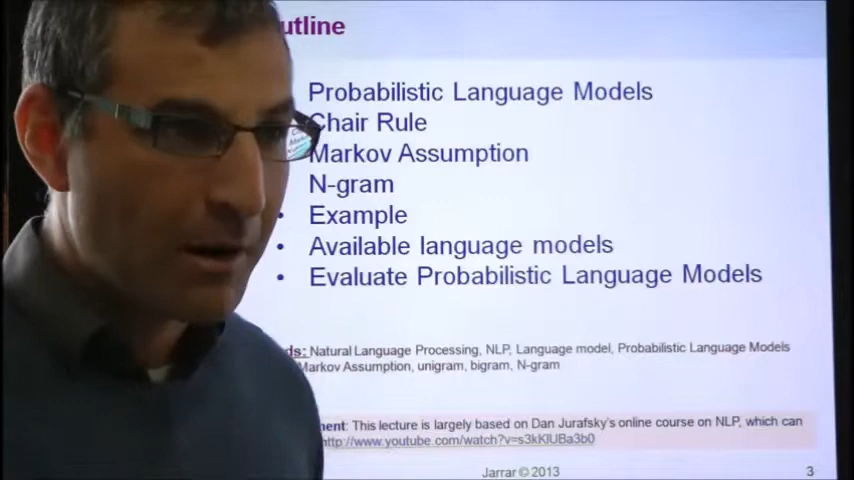 utline
Probabilistic Language Models
Chair Rule
Markov Assumption
N-gram
• Example
• Available language models
• Evaluate Probabilistic Language Models
ds: Natural Language Processing, NLP, Language model, Probabilistic Language Models
Markov Assumption, unigram, bigram, N-gram
ent: This lecture is largely based on Dan Jurafsky's online course on NLP, which can
http://www.youtube.com/watch?v=s3kKlUBa3b0
Jarrar © 2013
3